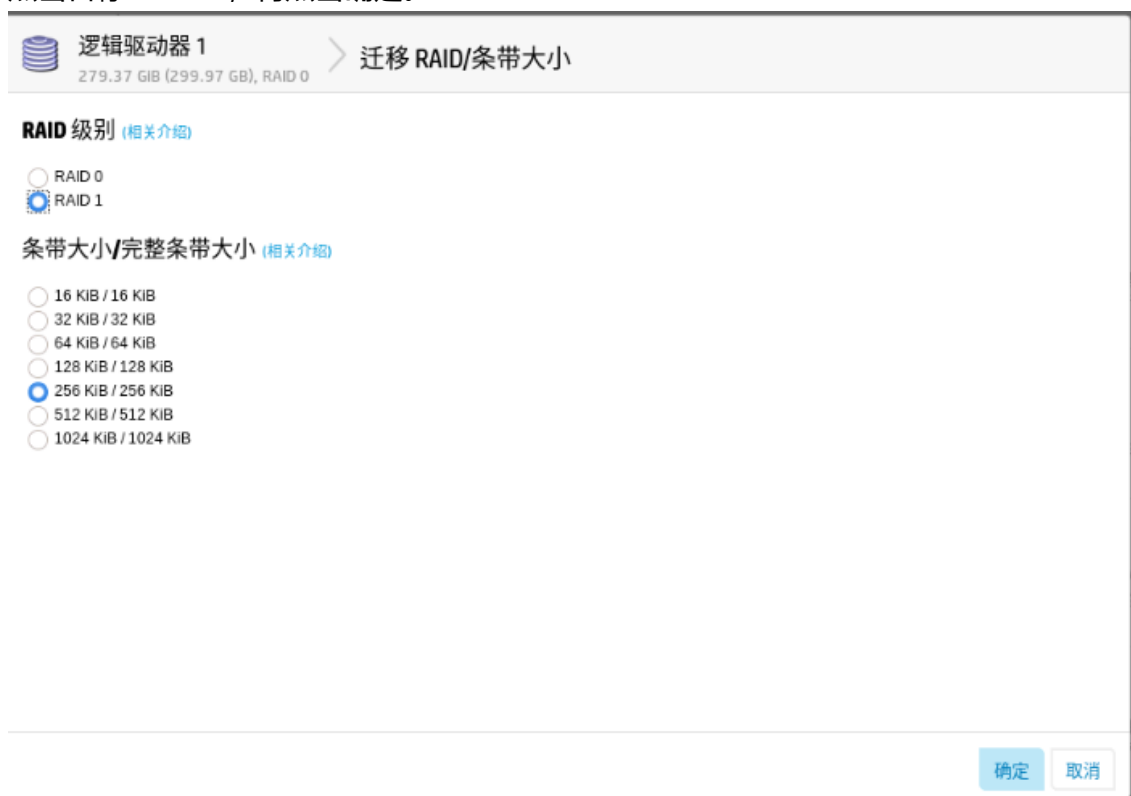 逻辑驱动器 1
279.37 GiB (299.97 GB), RAID 0
迁移 RAID/条带大小
RAID 级别 (相关介绍)
RAID 0
RAID 1
条带大小/完整条带大小 (相关介绍)
16 KiB / 16 KiB
32 KiB / 32 KiB
64 KiB / 64 KiB
128 KiB / 128 KiB
256 KiB / 256 KiB
512 KiB / 512 KiB
1024 KiB / 1024 KiB
确定
取消